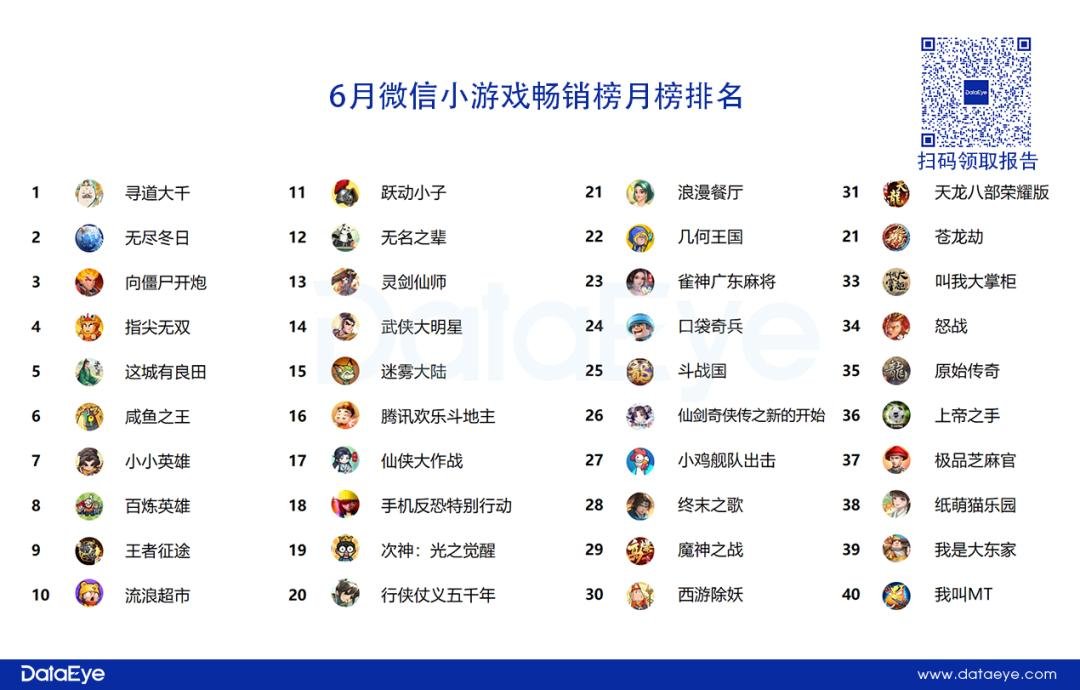 6月微信小游戏畅销榜月榜排名
DataEye
扫码领取报告
1 寻道大千
2 无尽冬日
3 向僵尸开炮
4 指尖无双
5 这城有良田
6 咸鱼之王
7 小小英雄
8 百炼英雄
9 王者征途
10 流浪超市
11 跃动小子
12 无名之辈
13 灵剑仙师
14 武侠大明星
15 迷雾大陆
16 腾讯欢乐斗地主
17 仙侠大作战
18 手机反恐特别行动
19 次神：光之觉醒
20 行侠仗义五千年
21 浪漫餐厅
22 几何王国
23 雀神广东麻将
24 口袋奇兵
25 斗战国
26 仙剑奇侠传之新的开始
27 小鸡舰队出击
28 终末之歌
29 魔神之战
30 西游除妖
31 天龙八部荣耀版
21 苍龙劫
33 叫我大掌柜
34 怒战
35 原始传奇
36 上帝之手
37 极品芝麻官
38 纸萌猫乐园
39 我是大东家
40 我叫MT
DataEye
DataEye
www.dataeye.com